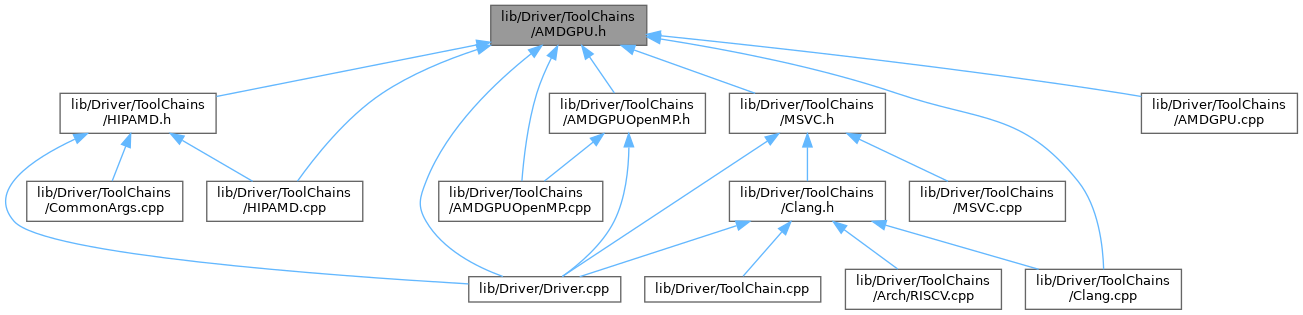 lib/Driver/ToolChains
/AMDGPU.h
lib/Driver/ToolChains
/HIPAMD.h
lib/Driver/ToolChains
/AMDGPUOpenMP.h
lib/Driver/ToolChains
/MSVC.h
lib/Driver/ToolChains
/AMDGPU.cpp
lib/Driver/ToolChains
/CommonArgs.cpp
lib/Driver/ToolChains
/HIPAMD.cpp
lib/Driver/ToolChains
/AMDGPUOpenMP.cpp
lib/Driver/ToolChains
/Clang.h
lib/Driver/ToolChains
/MSVC.cpp
lib/Driver/Driver.cpp
lib/Driver/ToolChain.cpp
lib/Driver/ToolChains
/Arch/RISCV.cpp
lib/Driver/ToolChains
/Clang.cpp